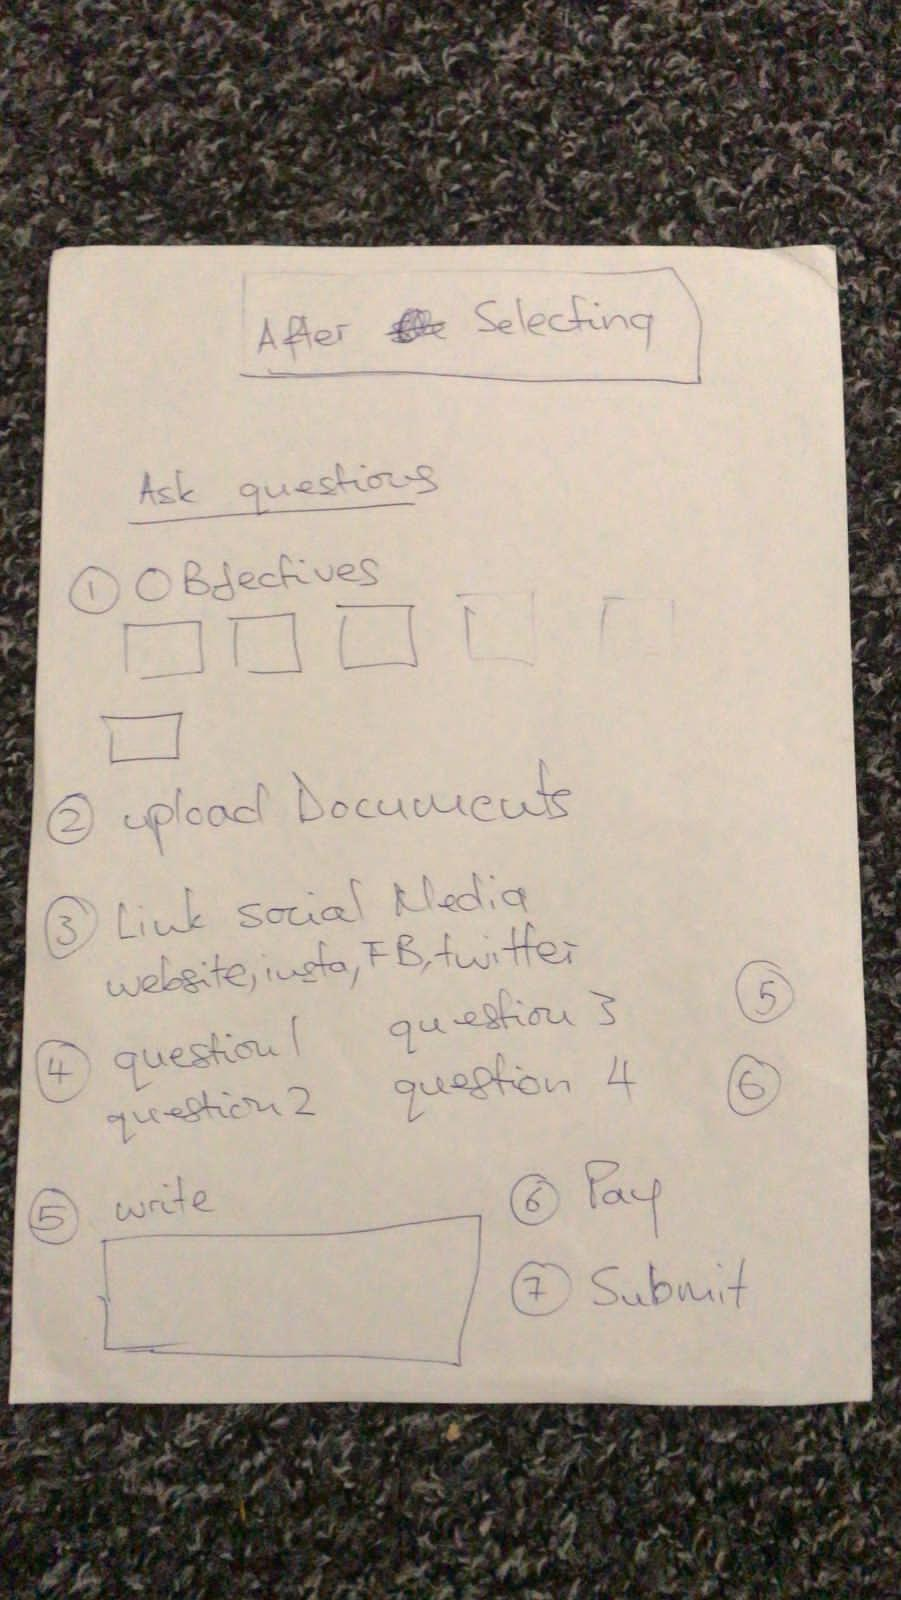 After Selecting
Ask questions
① OBjectives
② upload Documents
③ Link social Media
website, insta, FB, twitter
④ question 1 question 3 ⑤
question 2 question 4 ⑥
⑤ write
⑥ Pay
⑦ Submit